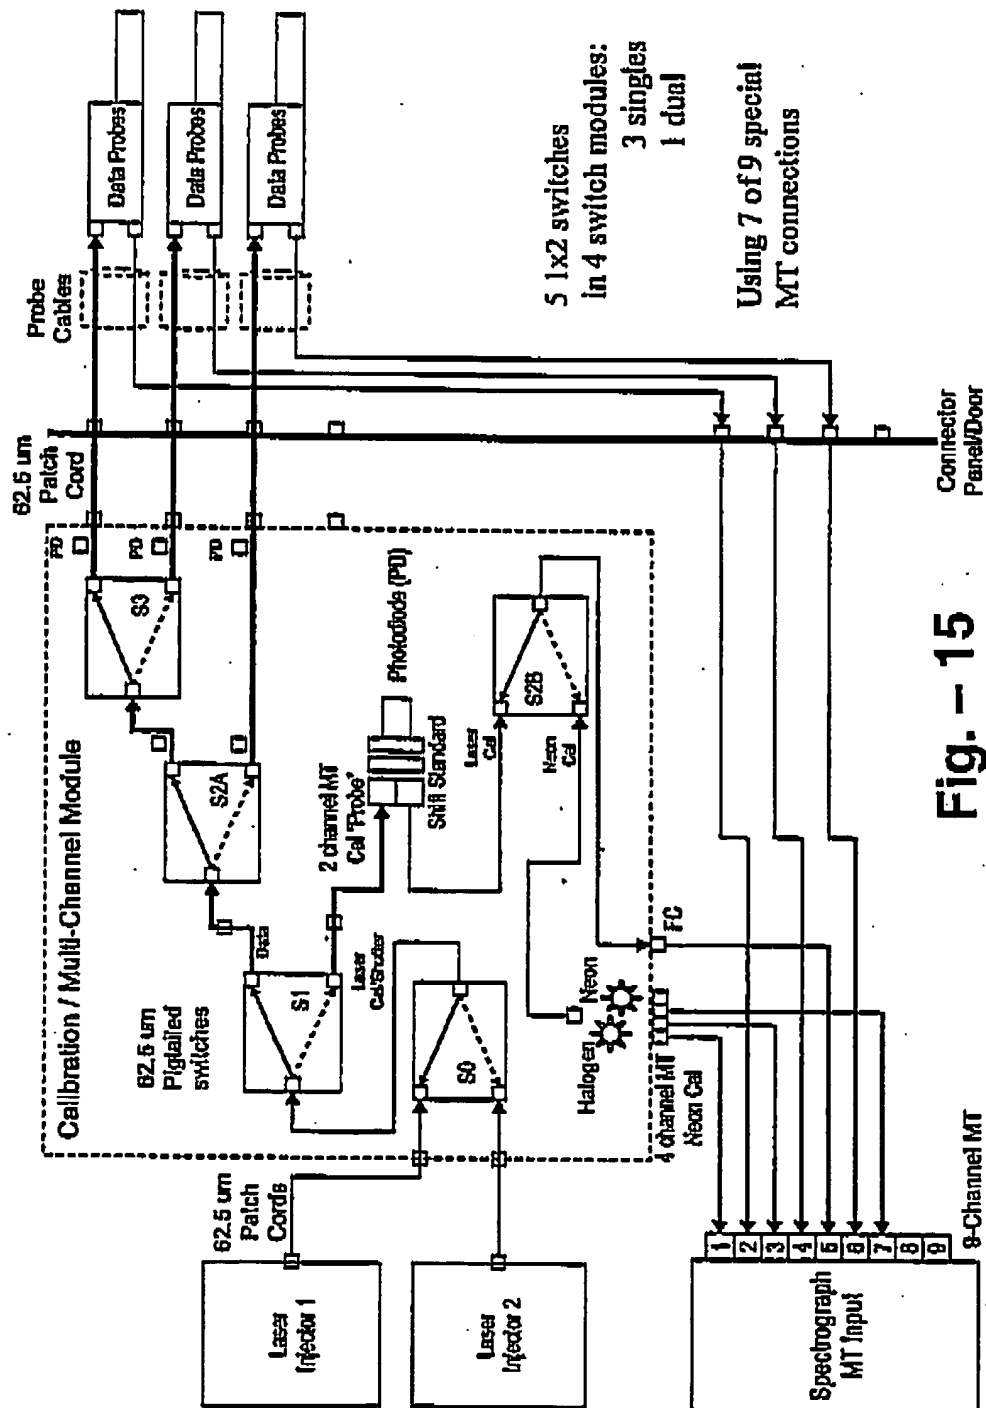 62.5 um
Patch
Cord
Probe
Cables
Data Probes
Data Probes
Data Probes
Calibration / Multi-Channel Module
PD
PD
PD
S3
S2A
62.5 um
Pigtailed
switches
S1
Data
2 channel MT
Cal "Probe"
Photodiode (PD)
Shift Standard
Laser
Cal/Shutter
S0
Laser
Cal
Neon
Cal
S2B
Halogen
Neon
FC
4 channel MT
Neon Cal
62.5 um
Patch
Cords
Laser
Injector 1
Laser
Injector 2
Spectrograph
MT Input
1
2
3
4
5
6
7
8
9
9-Channel MT
Connector
Panel/Door
5 1x2 switches
in 4 switch modules:
3 singles
1 dual
Using 7 of 9 special
MT connections
Fig. – 15